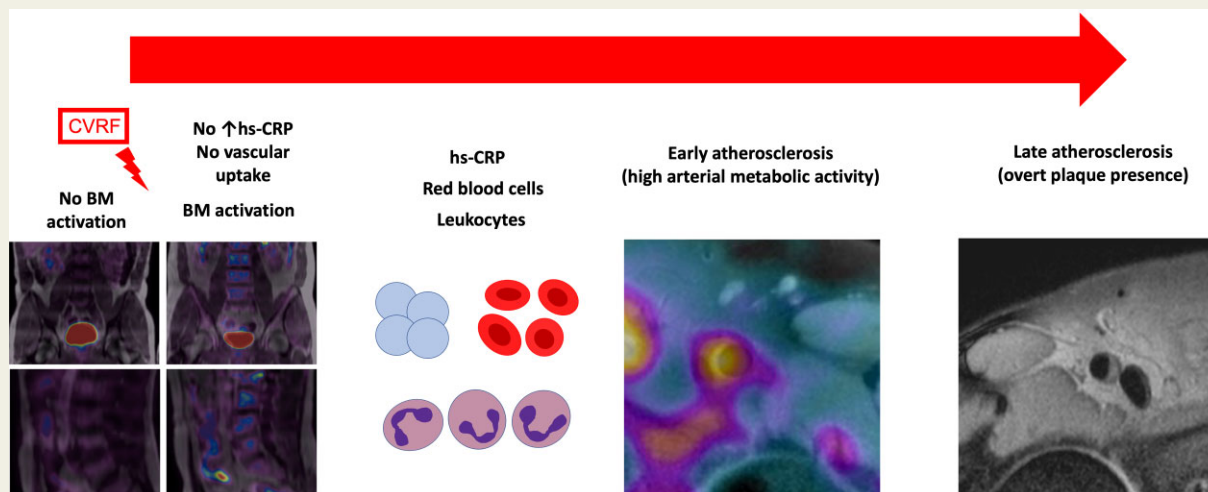 CVRF
No BM
activation
No ↑hs-CRP
No vascular
uptake
BM activation
hs-CRP
Red blood cells
Leukocytes
Early atherosclerosis
(high arterial metabolic activity)
Late atherosclerosis
(overt plaque presence)